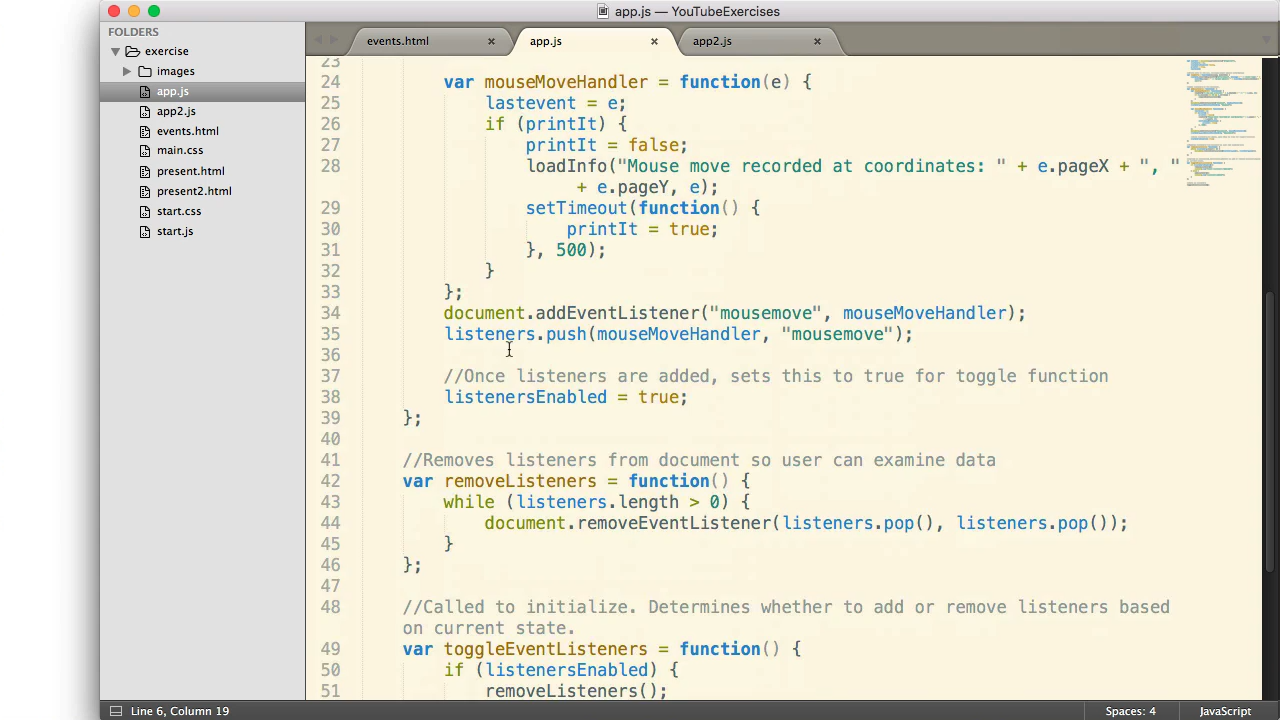 app.js — YouTubeExercises
FOLDERS
exercise
images
app.js
app2.js
events.html
main.css
present.html
present2.html
start.css
start.js
events.html × app.js × app2.js ×
23
24 var mouseMoveHandler = function(e) {
25 lastevent = e;
26 if (printIt) {
27 printIt = false;
28 loadInfo("Mouse move recorded at coordinates: " + e.pageX + ", "
+ e.pageY, e);
29 setTimeout(function() {
30 printIt = true;
31 }, 500);
32 }
33 };
34 document.addEventListener("mousemove", mouseMoveHandler);
35 listeners.push(mouseMoveHandler, "mousemove");
36
37 //Once listeners are added, sets this to true for toggle function
38 listenersEnabled = true;
39 };
40
41 //Removes listeners from document so user can examine data
42 var removeListeners = function() {
43 while (listeners.length > 0) {
44 document.removeEventListener(listeners.pop(), listeners.pop());
45 }
46 };
47
48 //Called to initialize. Determines whether to add or remove listeners based
on current state.
49 var toggleEventListeners = function() {
50 if (listenersEnabled) {
51 removeListeners();
Line 6, Column 19 Spaces: 4 JavaScript